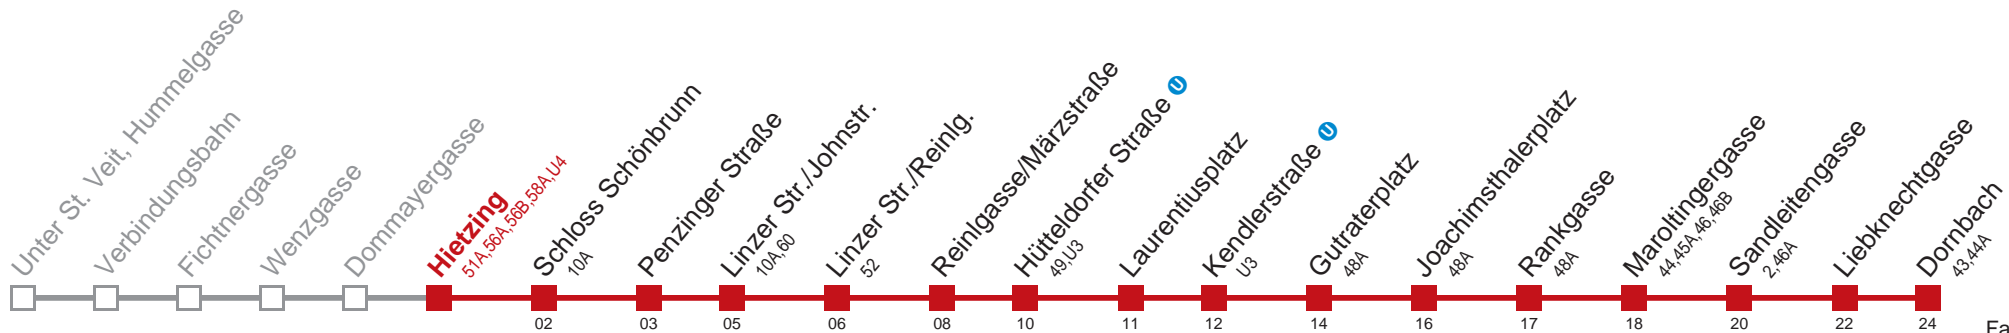 Unter St. Veit, Hummelgasse
Verbindungsbahn
Fichtnergasse
Wenzgasse
Dommayergasse
Hietzing
51A,56A,56B,58A,U4
Schloss Schönbrunn
10A
Penzinger Straße
Linzer Str./Johnstr.
10A,60
Linzer Str./Reinlg.
52
Reinlgasse/Märzstraße
Hütteldorfer Straße U
49,U3
Laurentiusplatz
Kendlerstraße U
U3
Gutraterplatz
48A
Joachimsthalerplatz
48A
Rankgasse
48A
Maroltingergasse
44,45A,46,46B
Sandleitengasse
2,46A
Liebknechtgasse
Dornbach
43,44A
02 03 05 06 08 10 11 12 14 16 17 18 20 22 24
Fa